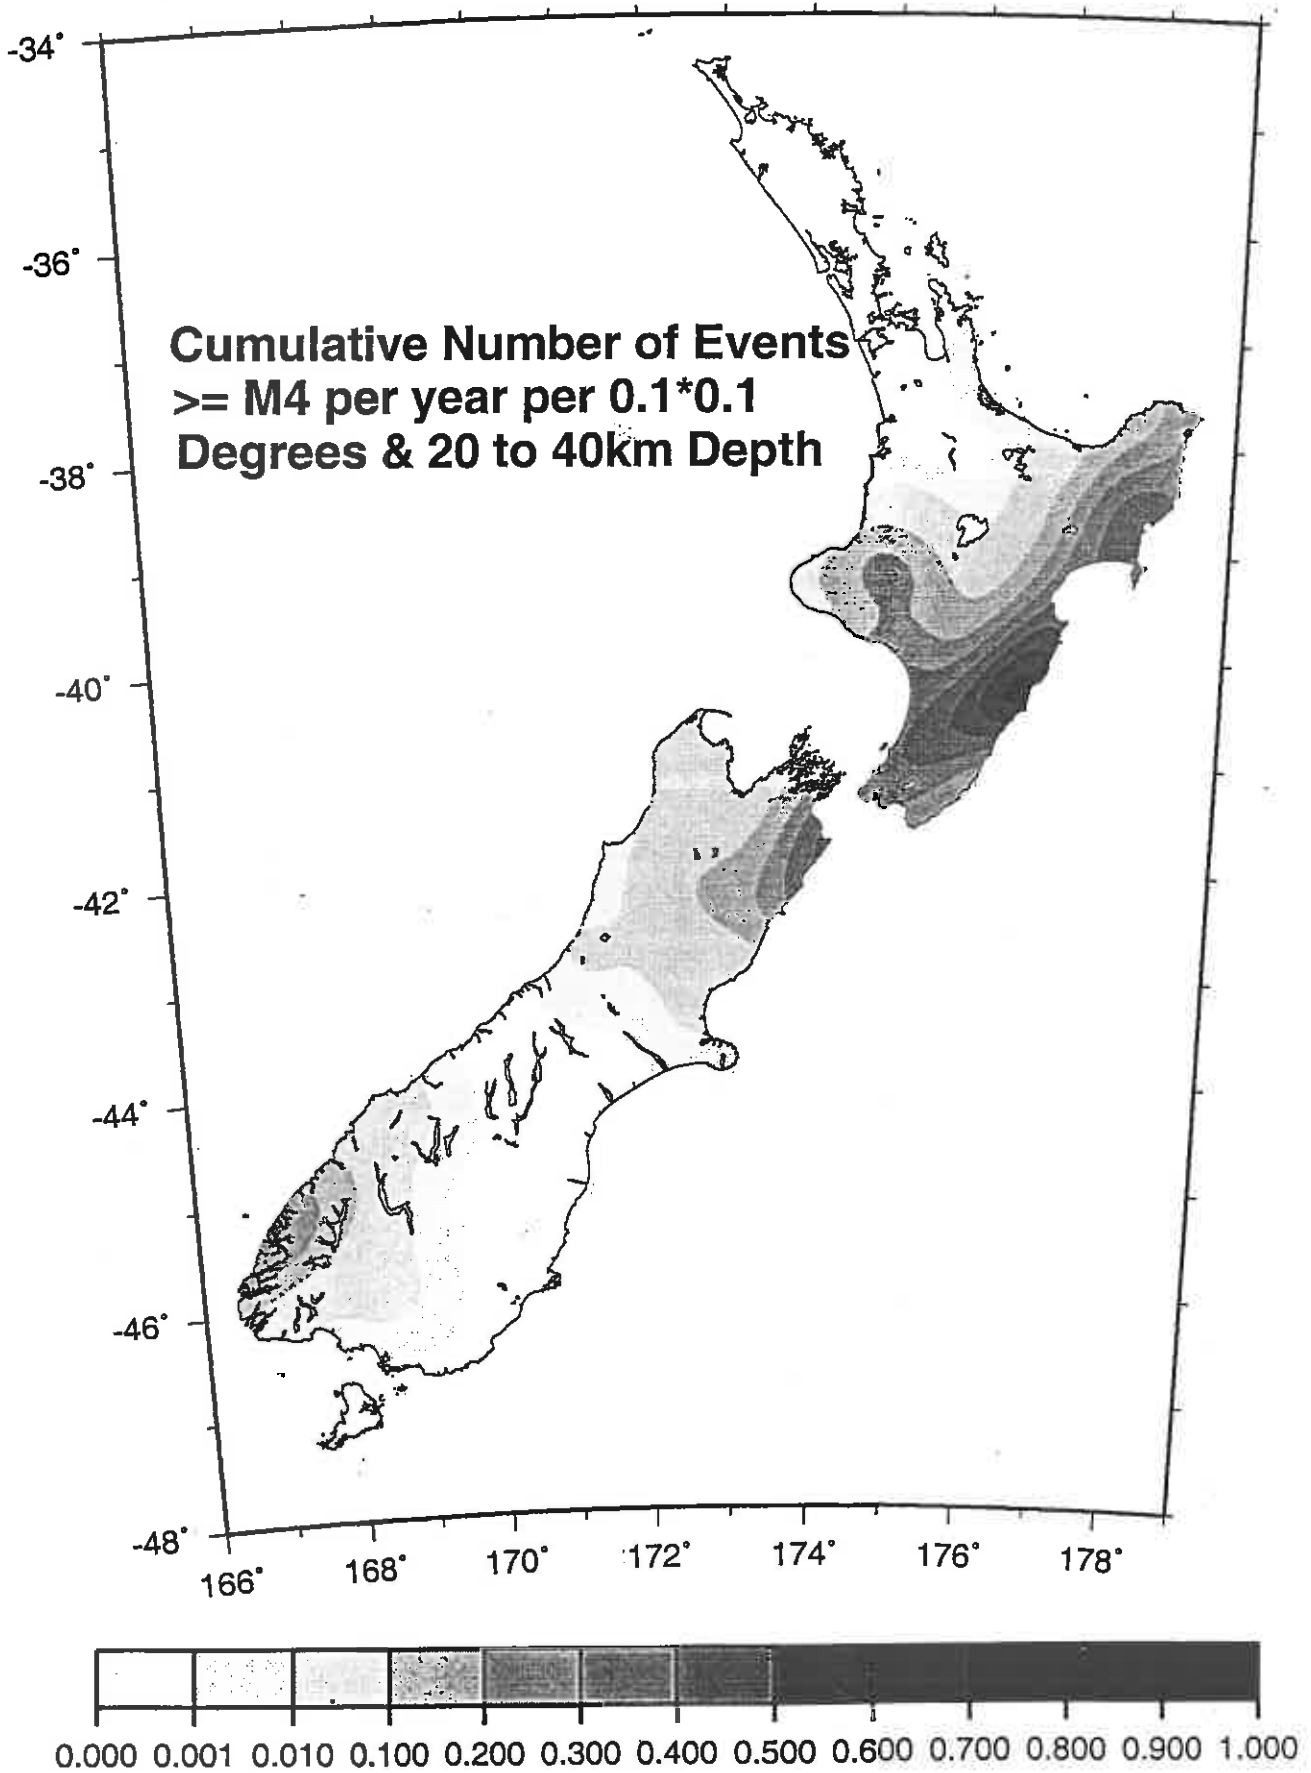 -34°
-36°
Cumulative Number of Events
>= M4 per year per 0.1*0.1
Degrees & 20 to 40km Depth
-38°
-40°
-42°
-44°
-46°
-48°
166° 168° 170° 172° 174° 176° 178°
0.000 0.001 0.010 0.100 0.200 0.300 0.400 0.500 0.600 0.700 0.800 0.900 1.000